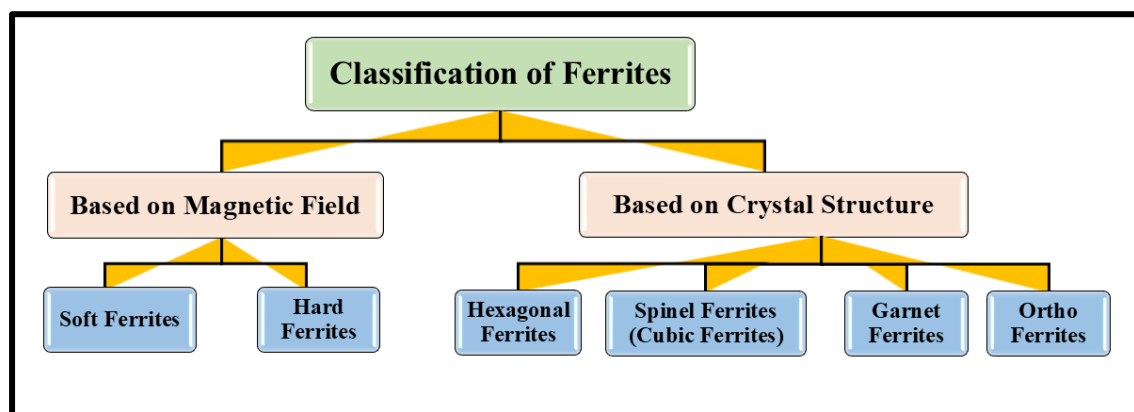 Classification of Ferrites
Based on Magnetic Field
Based on Crystal Structure
Soft Ferrites
Hard
Ferrites
Hexagonal
Ferrites
Spinel Ferrites
(Cubic Ferrites)
Garnet
Ferrites
Ortho
Ferrites